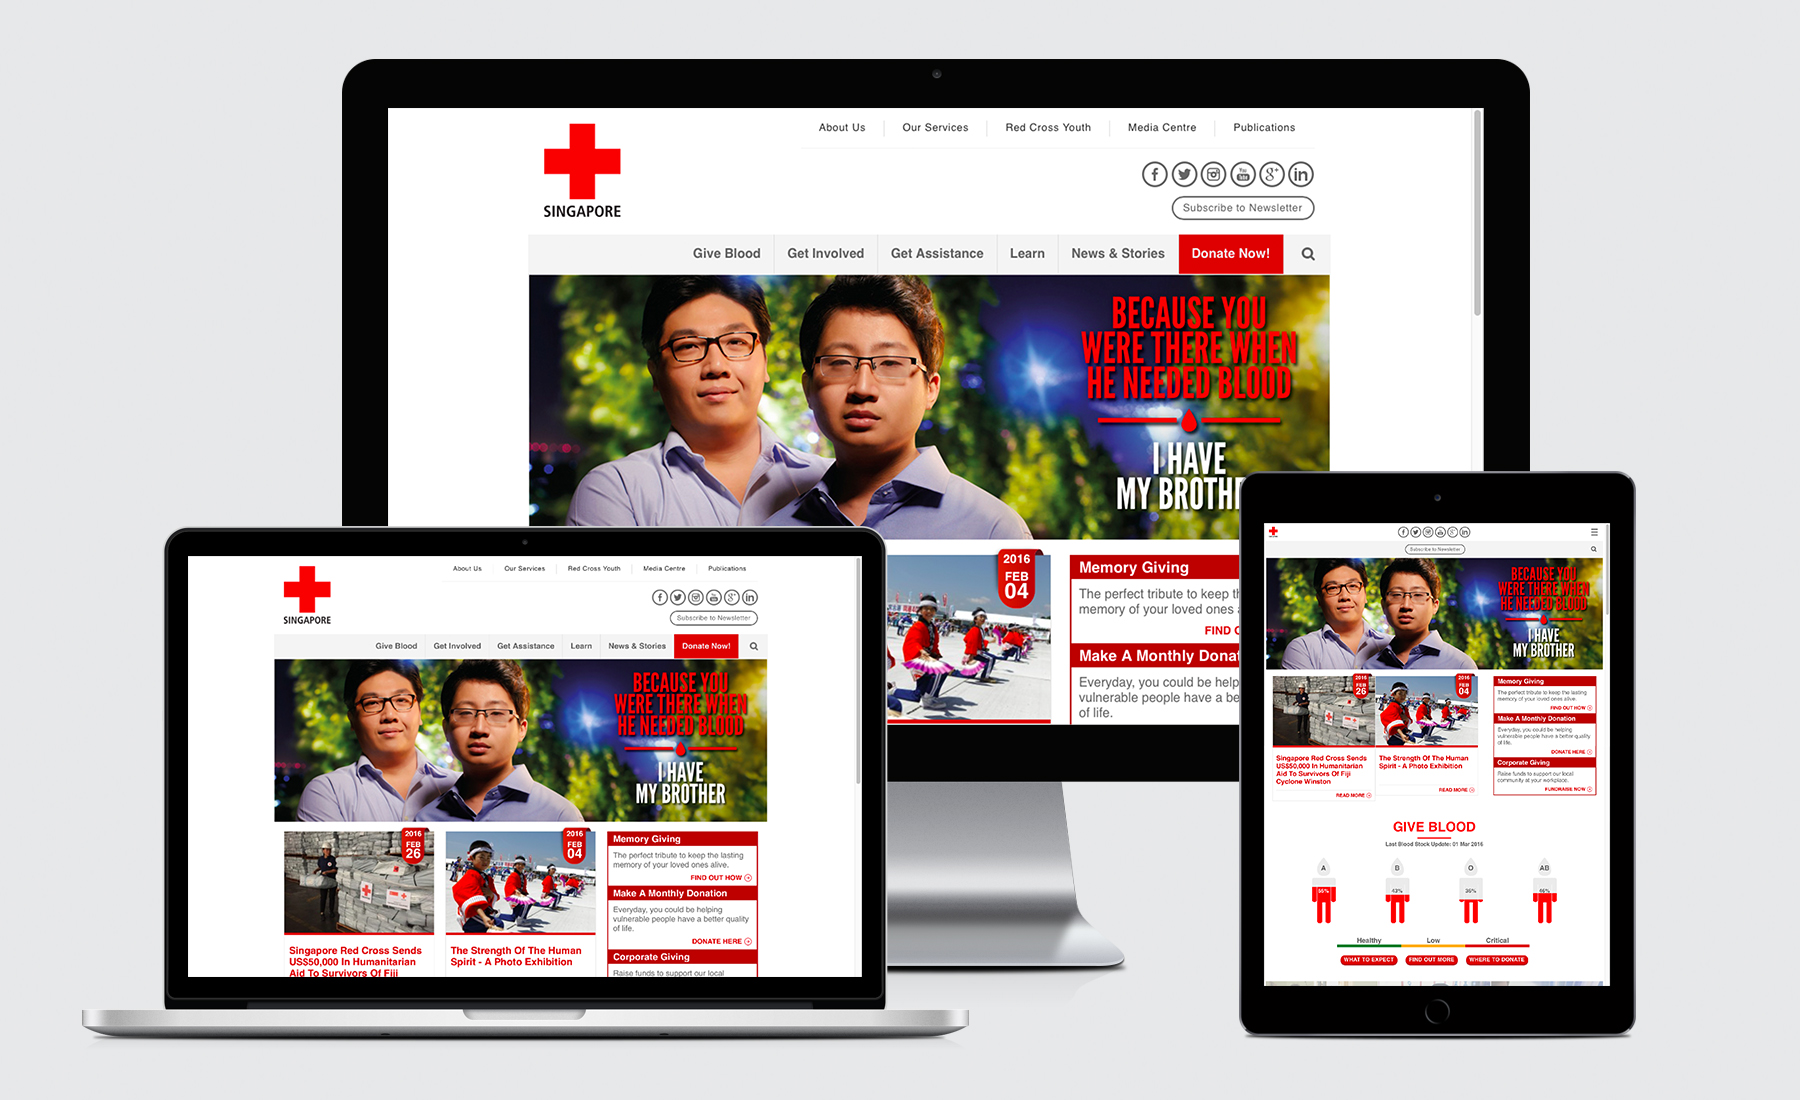 About Us
Our Services
Red Cross Youth
Media Centre
Publications
SINGAPORE
Subscribe to Newsletter
Give Blood
Get Involved
Get Assistance
Learn
News & Stories
Donate Now!
BECAUSE YOU
WERE THERE WHEN
HE NEEDED BLOOD
I HAVE
MY BROTHE
2016
FEB
04
Memory Giving
The perfect tribute to keep th
memory of your loved ones
FIND
Make A Monthly Donat
Everyday, you could be help
vulnerable people have a be
of life.
About Us
Our Services
Red Cross Youth
Media Centre
Publications
SINGAPORE
Subscribe to Newsletter
Give Blood
Get Involved
Get Assistance
Learn
News & Stories
Donate Now!
BECAUSE YOU
WERE THERE WHEN
HE NEEDED BLOOD
I HAVE
MY BROTHER
2016
FEB
26
Singapore Red Cross Sends
US$50,000 In Humanitarian
Aid To Survivors Of Fiji
2016
FEB
04
The Strength Of The Human
Spirit - A Photo Exhibition
Memory Giving
The perfect tribute to keep the lasting
memory of your loved ones alive.
FIND OUT HOW
Make A Monthly Donation
Everyday, you could be helping
vulnerable people have a better quality
of life.
DONATE HERE
Corporate Giving
Raise funds to support our local
Subscribe to Newsletter
BECAUSE YOU
WERE THERE WHEN
HE NEEDED BLOOD
I HAVE
MY BROTHER
2016
FEB
26
Singapore Red Cross Sends
US$50,000 In Humanitarian
Aid To Survivors Of Fiji
Cyclone Winston
READ MORE
2016
FEB
04
The Strength Of The Human
Spirit - A Photo Exhibition
READ MORE
Memory Giving
The perfect tribute to keep the lasting
memory of your loved ones alive.
FIND OUT HOW
Make A Monthly Donation
Everyday, you could be helping
vulnerable people have a better quality
of life.
DONATE HERE
Corporate Giving
Raise funds to support our local
community at your workplace.
FUNDRAISE NOW
GIVE BLOOD
Last Blood Stock Update: 01 Mar 2016
A
B
O
AB
55%
43%
36%
46%
Healthy
Low
Critical
WHAT TO EXPECT
FIND OUT MORE
WHERE TO DONATE